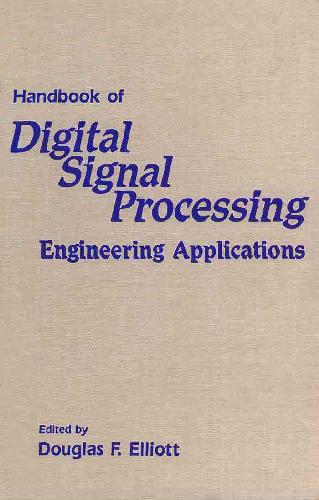 Handbook of
Digital
Signal
Processing
Engineering Applications
Edited by
Douglas F. Elliott